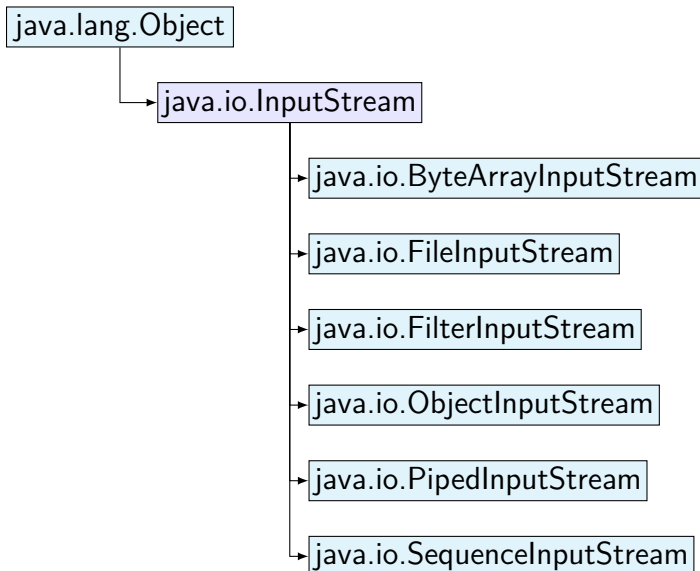 java.lang.Object
java.io.InputStream
java.io.ByteArrayInputStream
java.io.FileInputStream
java.io.FilterInputStream
java.io.ObjectInputStream
java.io.PipedInputStream
java.io.SequenceInputStream